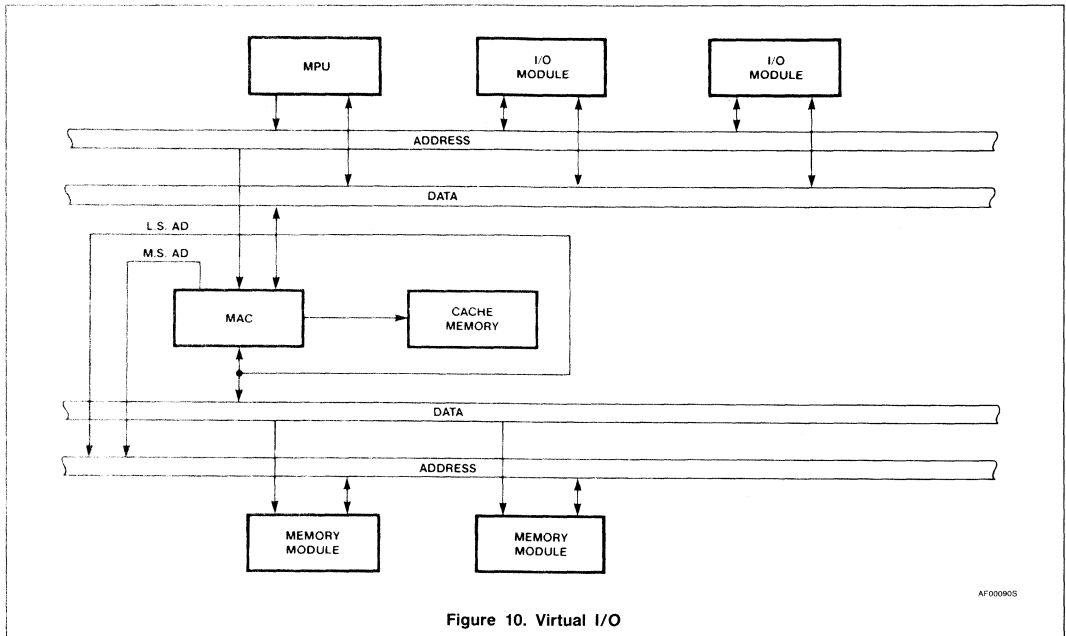 MPU
I/O
MODULE
I/O
MODULE
ADDRESS
DATA
L.S. AD
M.S. AD
MAC
CACHE
MEMORY
DATA
ADDRESS
MEMORY
MODULE
MEMORY
MODULE
AF00090S
Figure 10. Virtual I/O